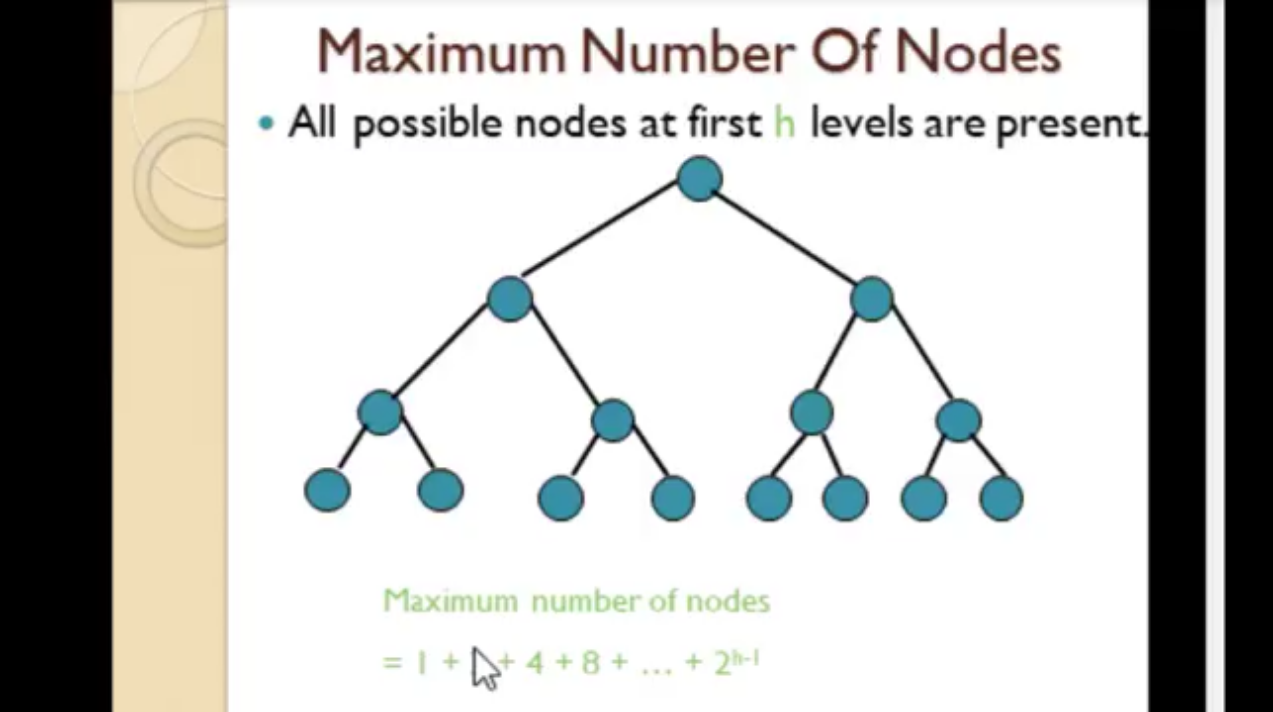 Maximum Number Of Nodes
• All possible nodes at first h levels are present.
Maximum number of nodes
= 1 + + 4 + 8 + ... + 2^h-1